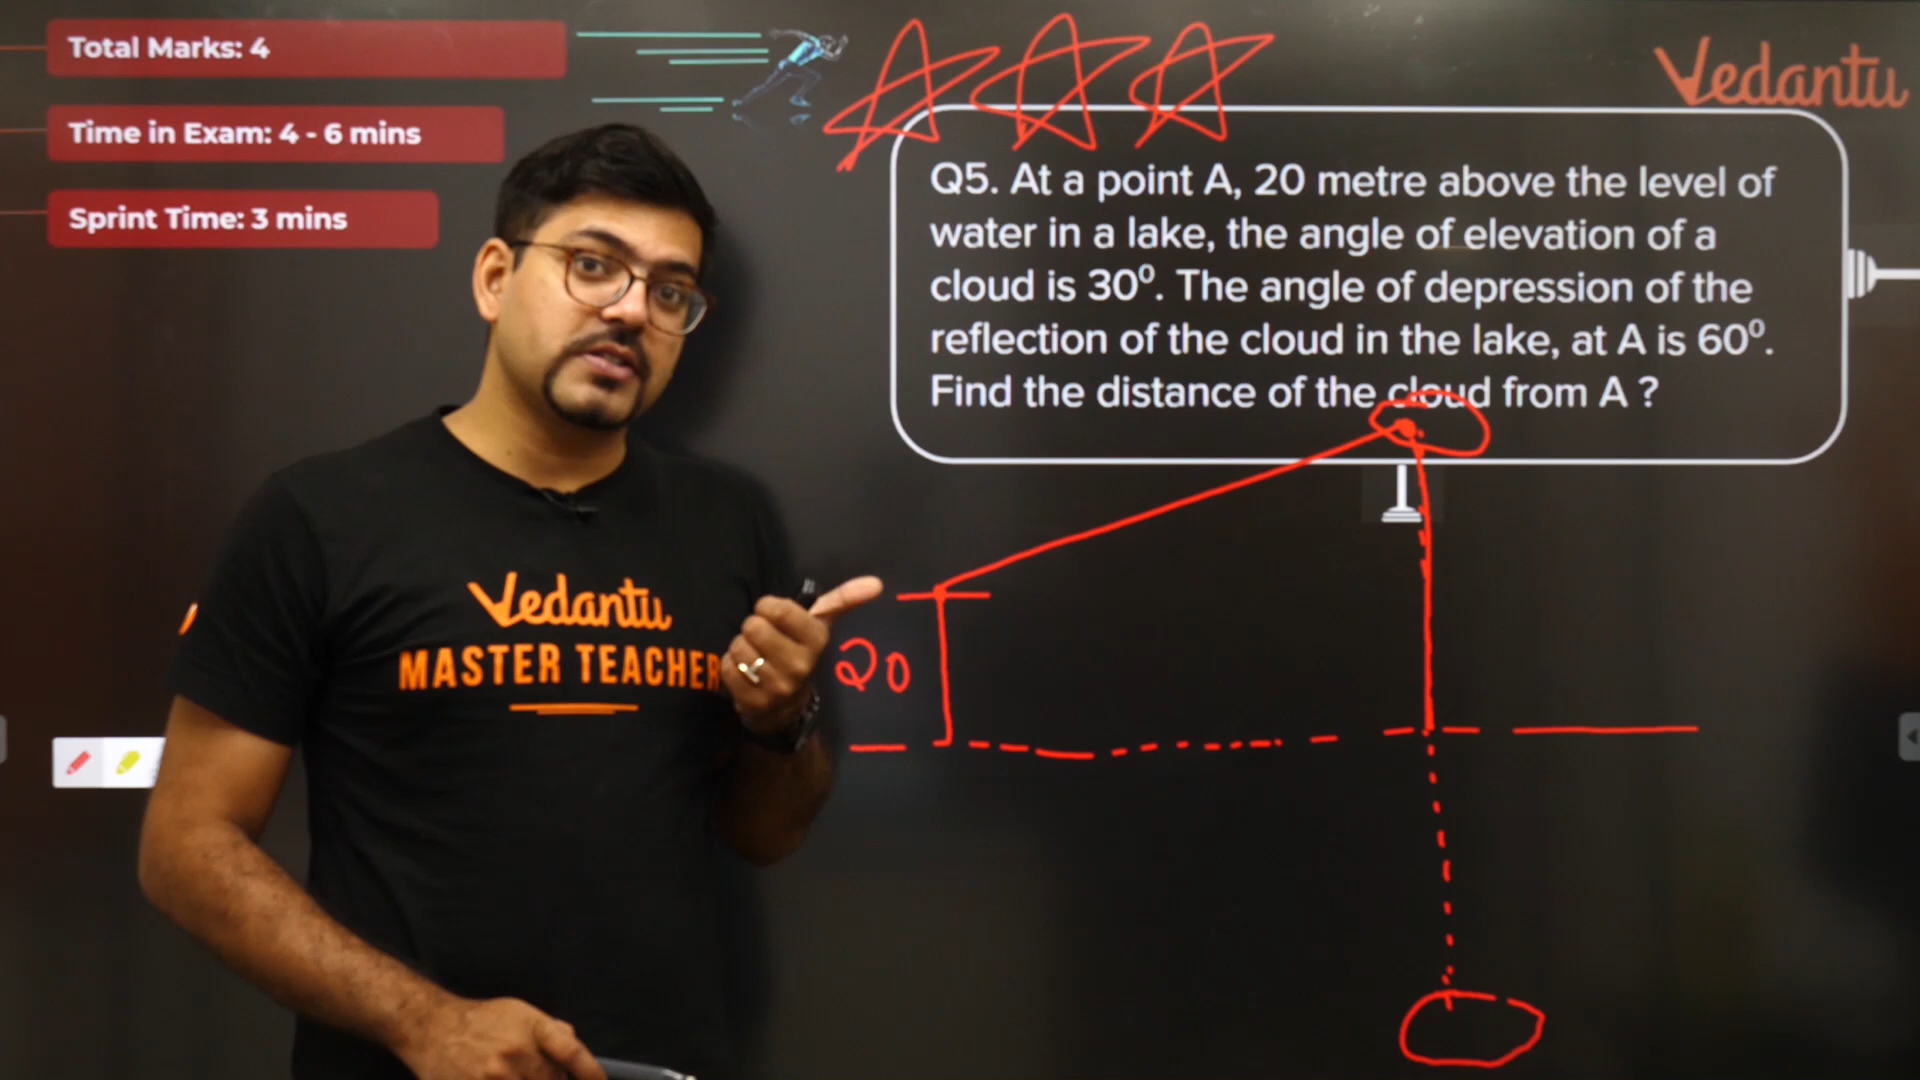 Total Marks: 4
Time in Exam: 4 - 6 mins
Sprint Time: 3 mins
Vedantu
Q5. At a point A, 20 metre above the level of
water in a lake, the angle of elevation of a
cloud is 30⁰. The angle of depression of the
reflection of the cloud in the lake, at A is 60⁰.
Find the distance of the cloud from A ?
20
Vedantu
MASTER TEACHER